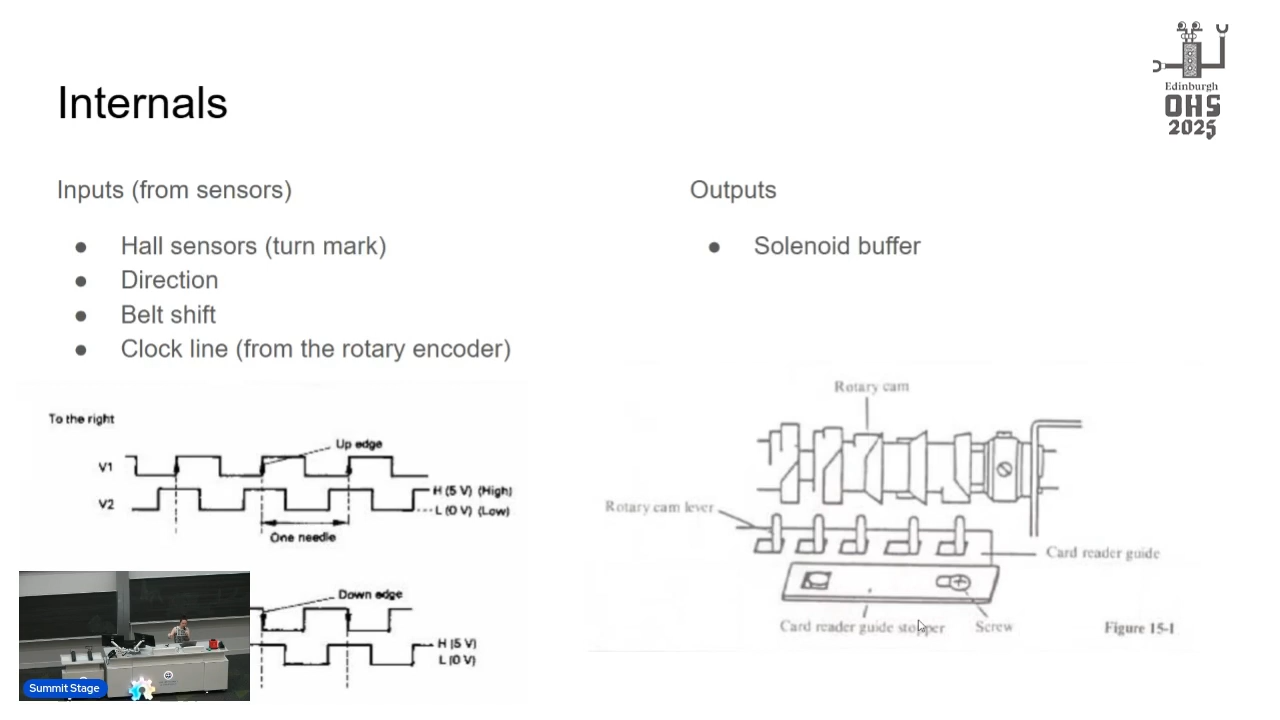 Edinburgh
OHS
2025
Internals
Inputs (from sensors)
● Hall sensors (turn mark)
● Direction
● Belt shift
● Clock line (from the rotary encoder)
Outputs
● Solenoid buffer
To the right
Up edge
V1
V2
H (5 V) (High)
L (0 V) (Low)
One needle
Down edge
H (5 V)
L (0 V)
Rotary cam
Rotary cam lever
Card reader guide
Card reader guide stopper
Screw
Figure 15-1
Summit Stage